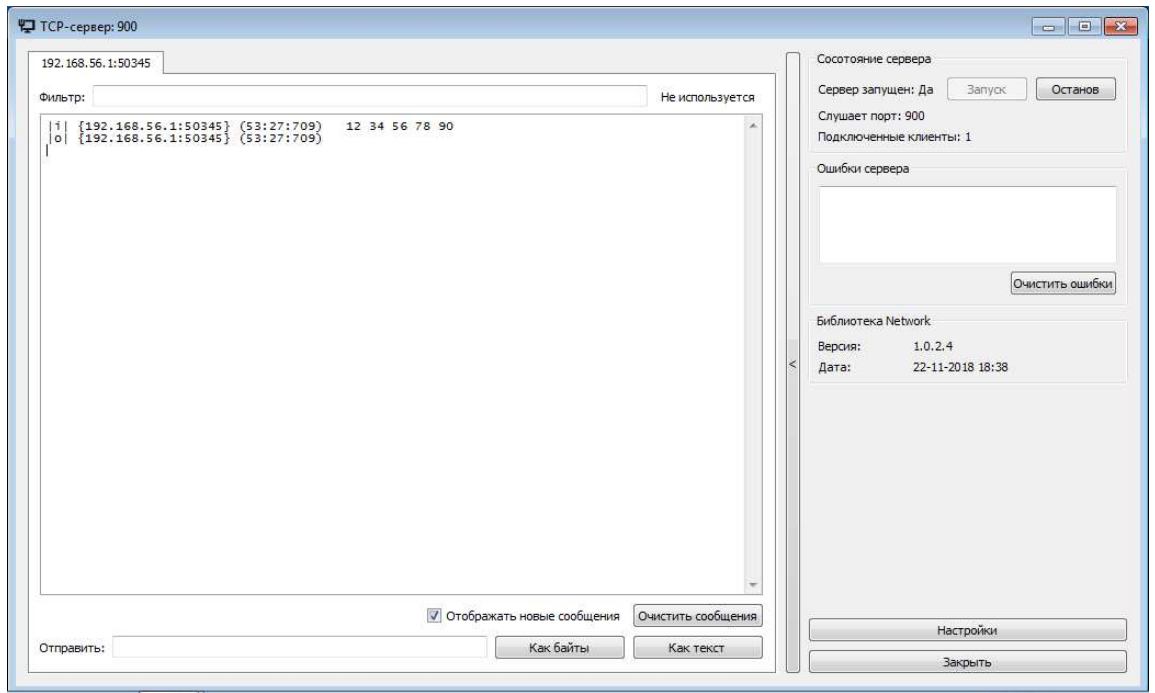 TCP-сервер: 900
192.168.56.1:50345
Фильтр: Не используется
|i| {192.168.56.1:50345} (53:27:709) 12 34 56 78 90
|o| {192.168.56.1:50345} (53:27:709)
Отображать новые сообщения Очистить сообщения
Отправить: Как байты Как текст
<
Сосотояние сервера
Сервер запущен: Да Запуск Останов
Слушает порт: 900
Подключенные клиенты: 1
Ошибки сервера
Очистить ошибки
Библиотека Network
Версия: 1.0.2.4
Дата: 22-11-2018 18:38
Настройки
Закрыть